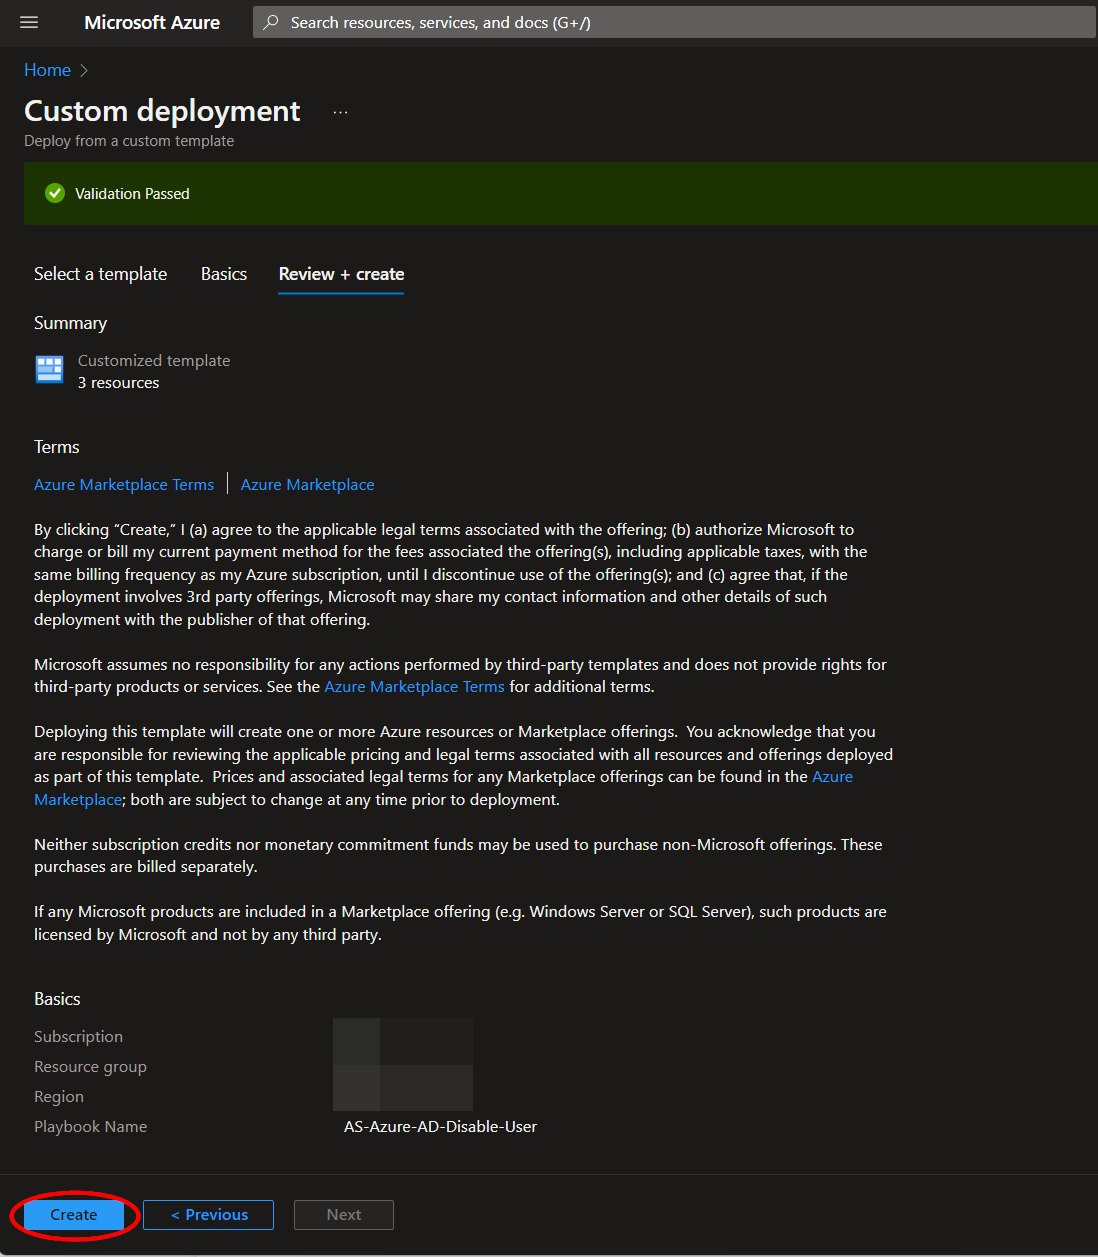 Microsoft Azure
Search resources, services, and docs (G+/)
Home
Custom deployment ...
Deploy from a custom template
Validation Passed
Select a template Basics Review + create
Summary
Customized template
3 resources
Terms
Azure Marketplace Terms | Azure Marketplace
By clicking “Create,” I (a) agree to the applicable legal terms associated with the offering; (b) authorize Microsoft to
charge or bill my current payment method for the fees associated the offering(s), including applicable taxes, with the
same billing frequency as my Azure subscription, until I discontinue use of the offering(s); and (c) agree that, if the
deployment involves 3rd party offerings, Microsoft may share my contact information and other details of such
deployment with the publisher of that offering.
Microsoft assumes no responsibility for any actions performed by third-party templates and does not provide rights for
third-party products or services. See the Azure Marketplace Terms for additional terms.
Deploying this template will create one or more Azure resources or Marketplace offerings.  You acknowledge that you
are responsible for reviewing the applicable pricing and legal terms associated with all resources and offerings deployed
as part of this template.  Prices and associated legal terms for any Marketplace offerings can be found in the Azure
Marketplace; both are subject to change at any time prior to deployment.
Neither subscription credits nor monetary commitment funds may be used to purchase non-Microsoft offerings. These
purchases are billed separately.
If any Microsoft products are included in a Marketplace offering (e.g. Windows Server or SQL Server), such products are
licensed by Microsoft and not by any third party.
Basics
Subscription
Resource group
Region
Playbook Name AS-Azure-AD-Disable-User
Create < Previous Next